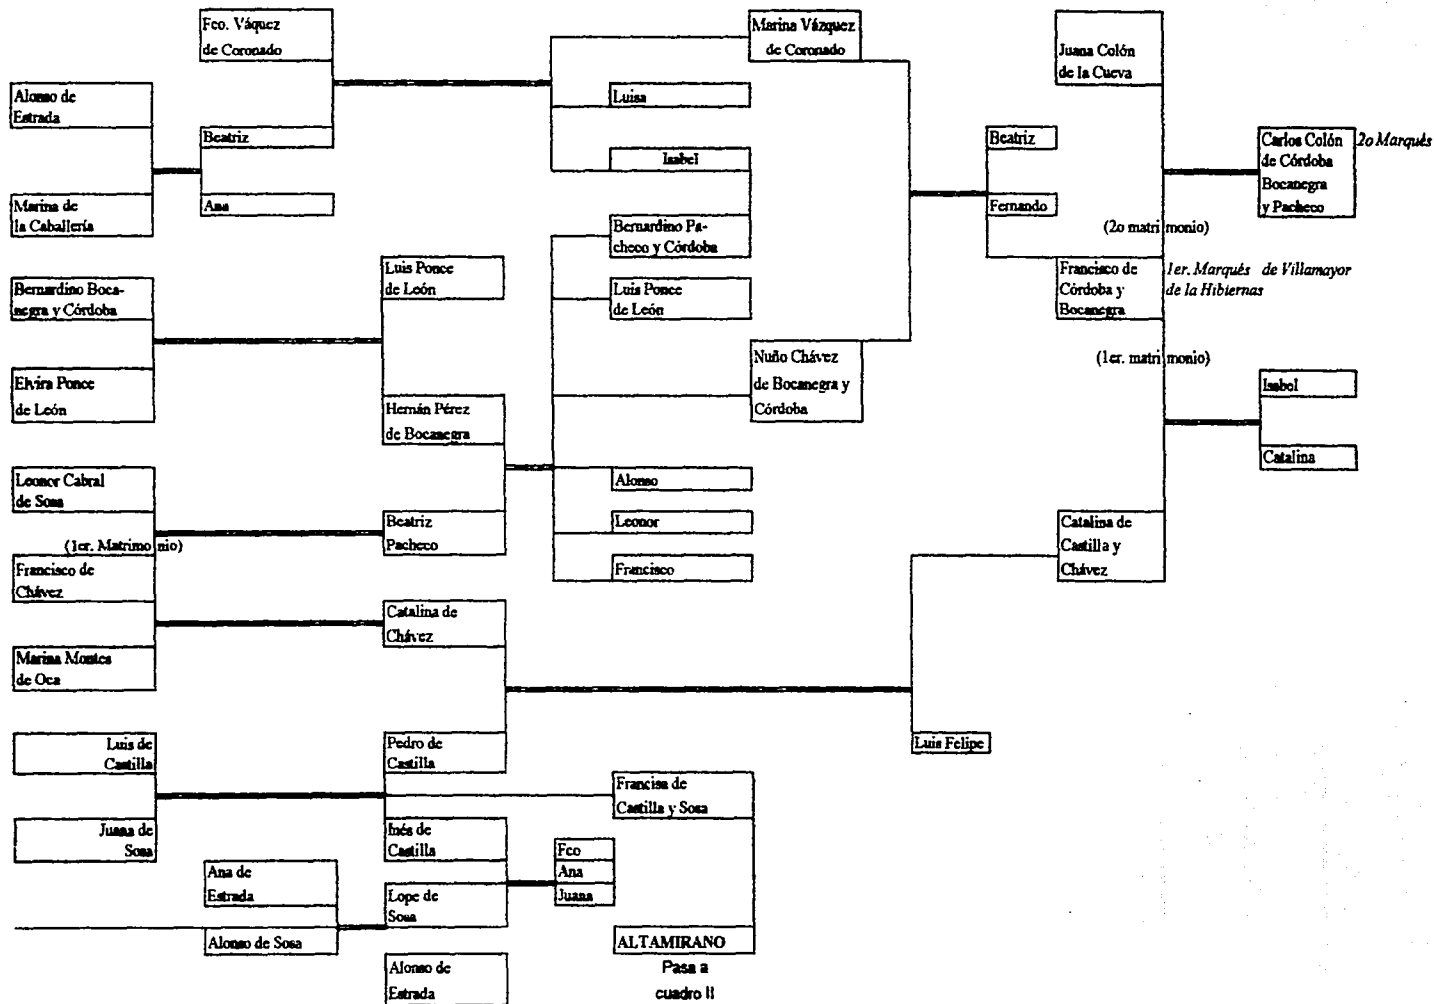 Fco. Váquez
de Coronado
Marina Vázquez
de Coronado
Juana Colón
de la Cueva
Alonso de
Estrada
Luisa
Beatriz
Beatriz
Carlos Colón
de Córdoba
Bocanegra
y Pacheco
2o Marqués
Isabel
Marina de
la Caballería
Ana
Fernando
Bernardino Pa-
checo y Córdoba
(2o matrimonio)
Luis Ponce
de León
Francisco de
Córdoba y
Bocanegra
1er. Marqués de Villamayor
de la Hibiernas
Bernardino Boca-
negra y Córdoba
Luis Ponce
de León
Nuño Chávez
de Bocanegra y
Córdoba
(1er. matrimonio)
Elvira Ponce
de León
Isabel
Hernán Pérez
de Bocanegra
Catalina
Leonor Cabral
de Sosa
Alonso
Beatriz
Pacheco
Leonor
Catalina de
Castilla y
Chávez
(1er. Matrimonio)
Francisco de
Chávez
Francisco
Catalina de
Chávez
Marina Montes
de Oca
Luis de
Castilla
Pedro de
Castilla
Luis Felipe
Francisa de
Castilla y Sosa
Juana de
Sosa
Inés de
Castilla
Fco
Ana
Juana
Ana de
Estrada
Lope de
Sosa
Alonso de Sosa
ALTAMIRANO
Pasa a
cuadro II
Alonso de
Estrada